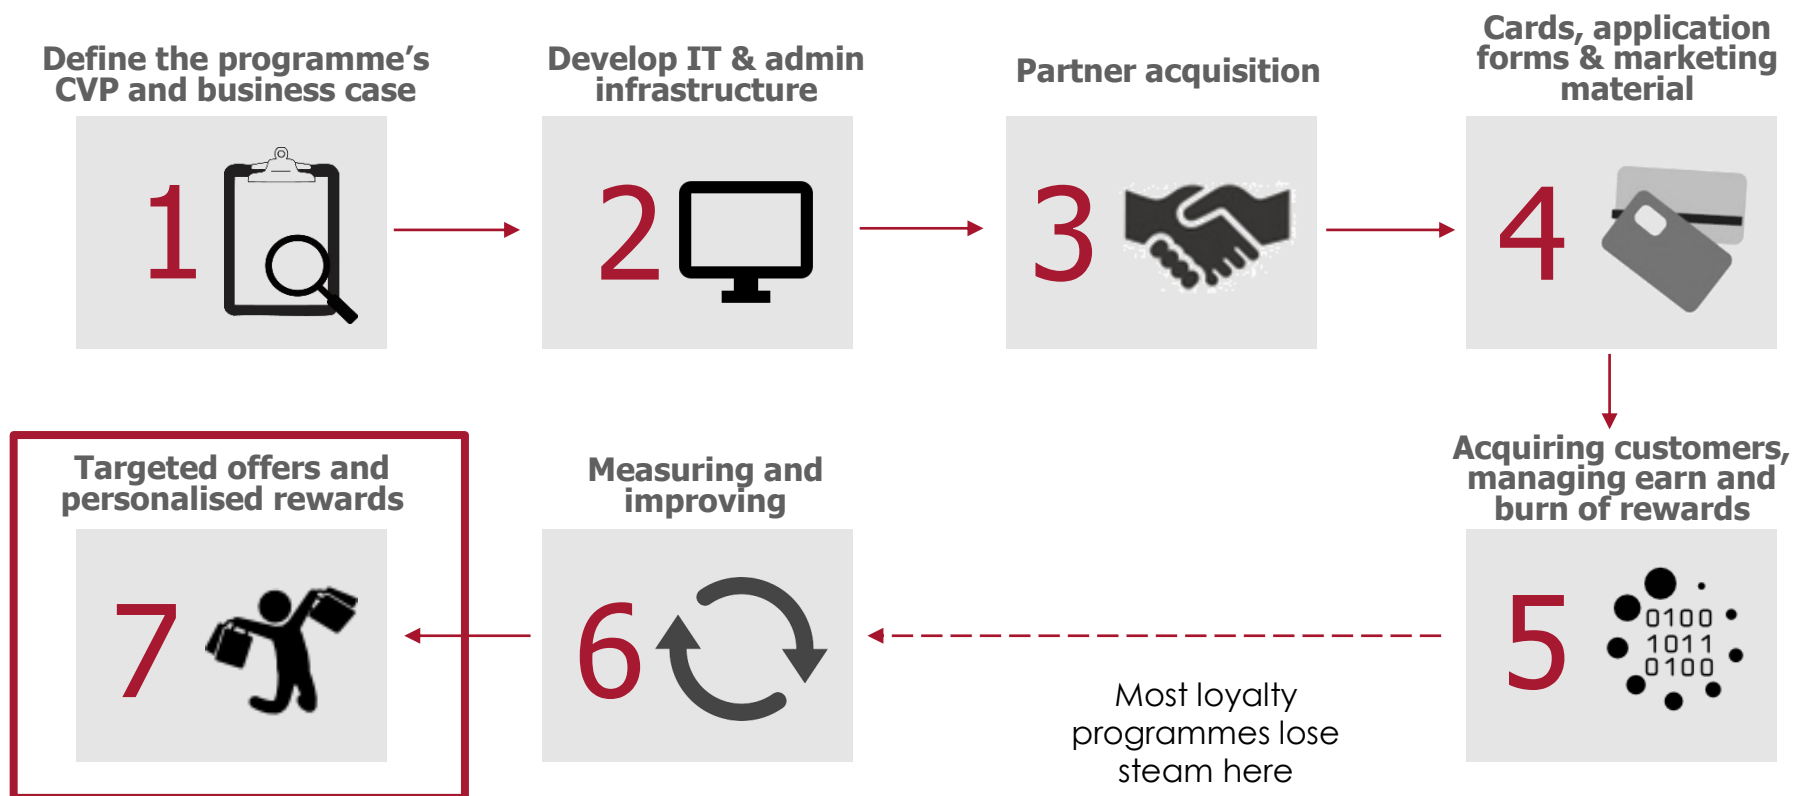 Define the programme’s
CVP and business case
1
Develop IT & admin
infrastructure
2
Partner acquisition
3
Cards, application
forms & marketing
material
4
Acquiring customers,
managing earn and
burn of rewards
5
0100
1011
0100
Most loyalty
programmes lose
steam here
Measuring and
improving
6
Targeted offers and
personalised rewards
7